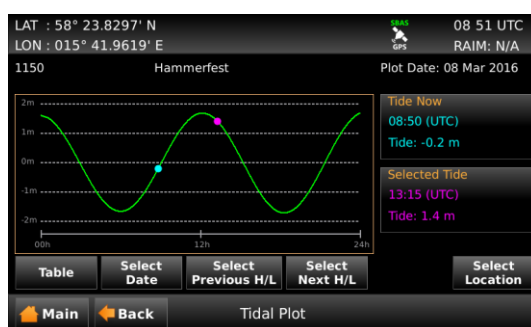 LAT : 58° 23.8297' N
LON : 015° 41.9619' E
SBAS
GPS
08 51 UTC
RAIM: N/A
1150
Hammerfest
Plot Date: 08 Mar 2016
2m
1m
0m
-1m
-2m
00h
12h
24h
Tide Now
08:50 (UTC)
Tide: -0.2 m
Selected Tide
13:15 (UTC)
Tide: 1.4 m
Table
Select
Date
Select
Previous H/L
Select
Next H/L
Select
Location
Main
Back
Tidal Plot